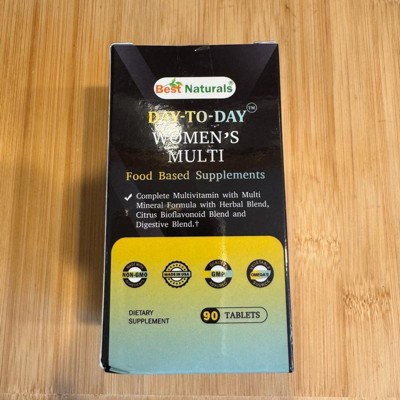 Best Naturals®
DAY-TO-DAY™
WOMEN'S
MULTI
Food Based Supplements
✓ Complete Multivitamin with Multi
Mineral Formula with Herbal Blend,
Citrus Bioflavonoid Blend and
Digestive Blend.†
NON-GMO
MADE IN USA
GMP
DIETARY
SUPPLEMENT
90 TABLETS